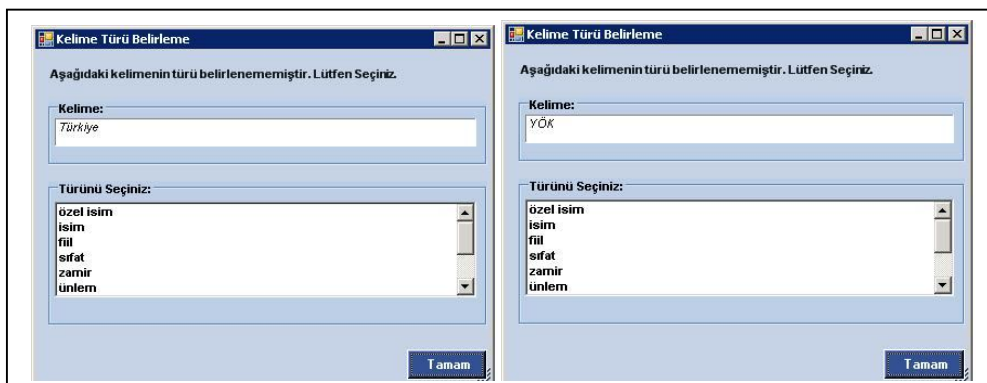 Kelime Türü Belirleme
Aşağıdaki kelimenin türü belirlenememiştir. Lütfen Seçiniz.
Kelime:
Türkiye
Türünü Seçiniz:
özel isim
isim
fiil
sıfat
zamir
ünlem
Tamam
Kelime Türü Belirleme
Aşağıdaki kelimenin türü belirlenememiştir. Lütfen Seçiniz.
Kelime:
YÖK
Türünü Seçiniz:
özel isim
isim
fiil
sıfat
zamir
ünlem
Tamam